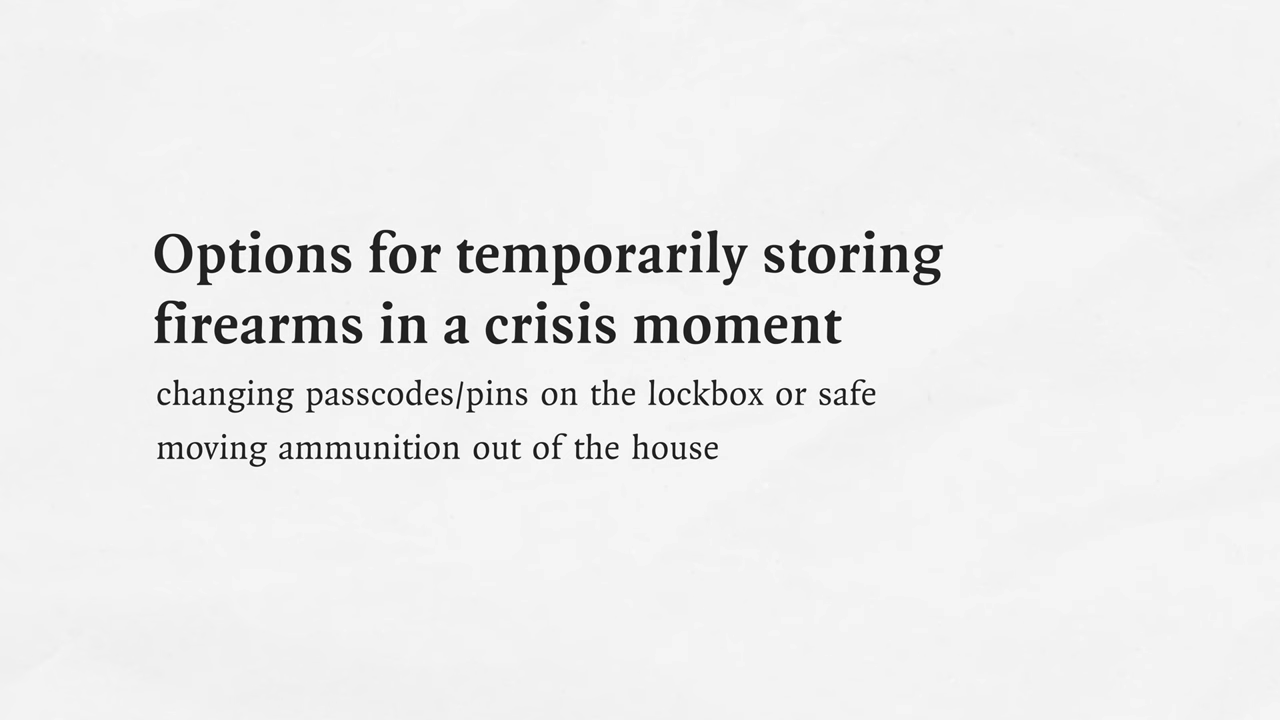 Options for temporarily storing
firearms in a crisis moment
changing passcodes/pins on the lockbox or safe
moving ammunition out of the house